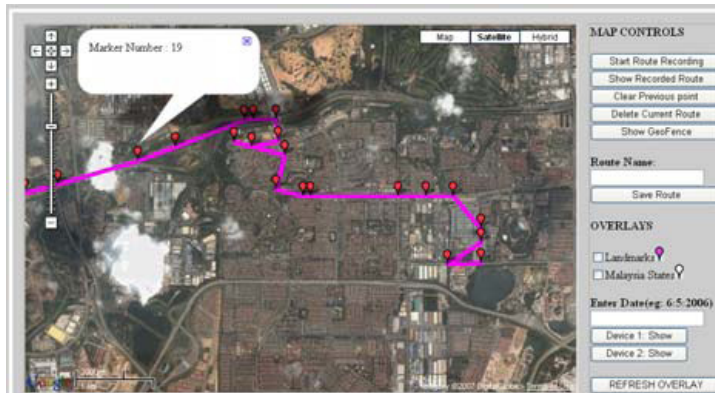 Marker Number : 19
Map
Satellite
Hybrid
MAP CONTROLS
Start Route Recording
Show Recorded Route
Clear Previous point
Delete Current Route
Show GeoFence
Route Name:
Save Route
OVERLAYS
Landmarks
Malaysia States
Enter Date(eg: 6:5:2006)
Device 1: Show
Device 2: Show
REFRESH OVERLAY